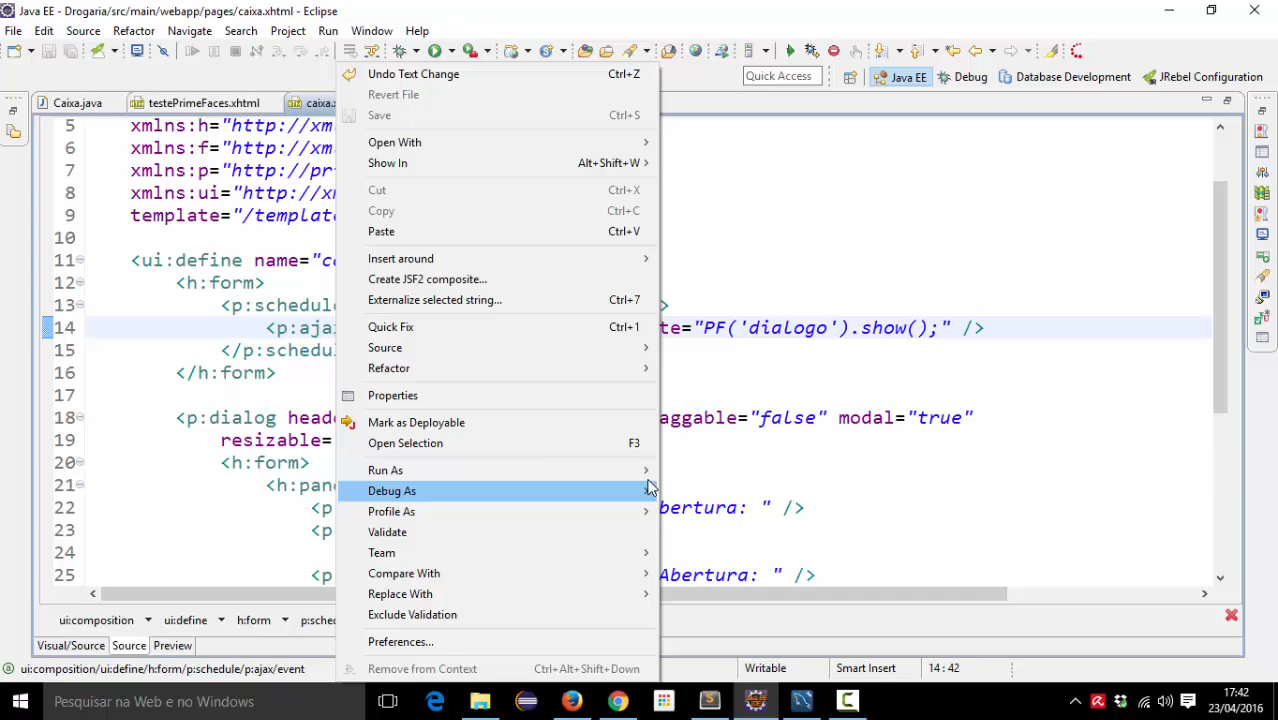 Java EE - Drogaria/src/main/webapp/pages/caixa.xhtml - Eclipse
File Edit Source Refactor Navigate Search Project Run Window Help
Quick Access
Java EE
Debug
Database Development
JRebel Configuration
Caixa.java
testePrimeFaces.xhtml
caixa.
5 xmlns:h="http://xm
6 xmlns:f="http://xm
7 xmlns:p="http://pr
8 xmlns:ui="http://x
9 template="/templat
10
11 <ui:define name="c
12 <h:form>
13 <p:schedul >
14 <p:aja te="PF('dialogo').show();" />
15 </p:schedu
16 </h:form>
17
18 <p:dialog head aggable="false" modal="true"
19 resizable=
20 <h:form>
21 <h:pan
22 <p bertura: " />
23 <p
24
25 <p Abertura: " />
Undo Text Change Ctrl+Z
Revert File
Save Ctrl+S
Open With
Show In Alt+Shift+W
Cut Ctrl+X
Copy Ctrl+C
Paste Ctrl+V
Insert around
Create JSF2 composite...
Externalize selected string... Ctrl+7
Quick Fix Ctrl+1
Source
Refactor
Properties
Mark as Deployable
Open Selection F3
Run As
Debug As
Profile As
Validate
Team
Compare With
Replace With
Exclude Validation
Preferences...
Remove from Context Ctrl+Alt+Shift+Down
ui:composition ui:define h:form p:sche
Visual/Source Source Preview
ui:composition/ui:define/h:form/p:schedule/p:ajax/event
Writable
Smart Insert
14 : 42
Pesquisar na Web e no Windows
17:42
23/04/2016